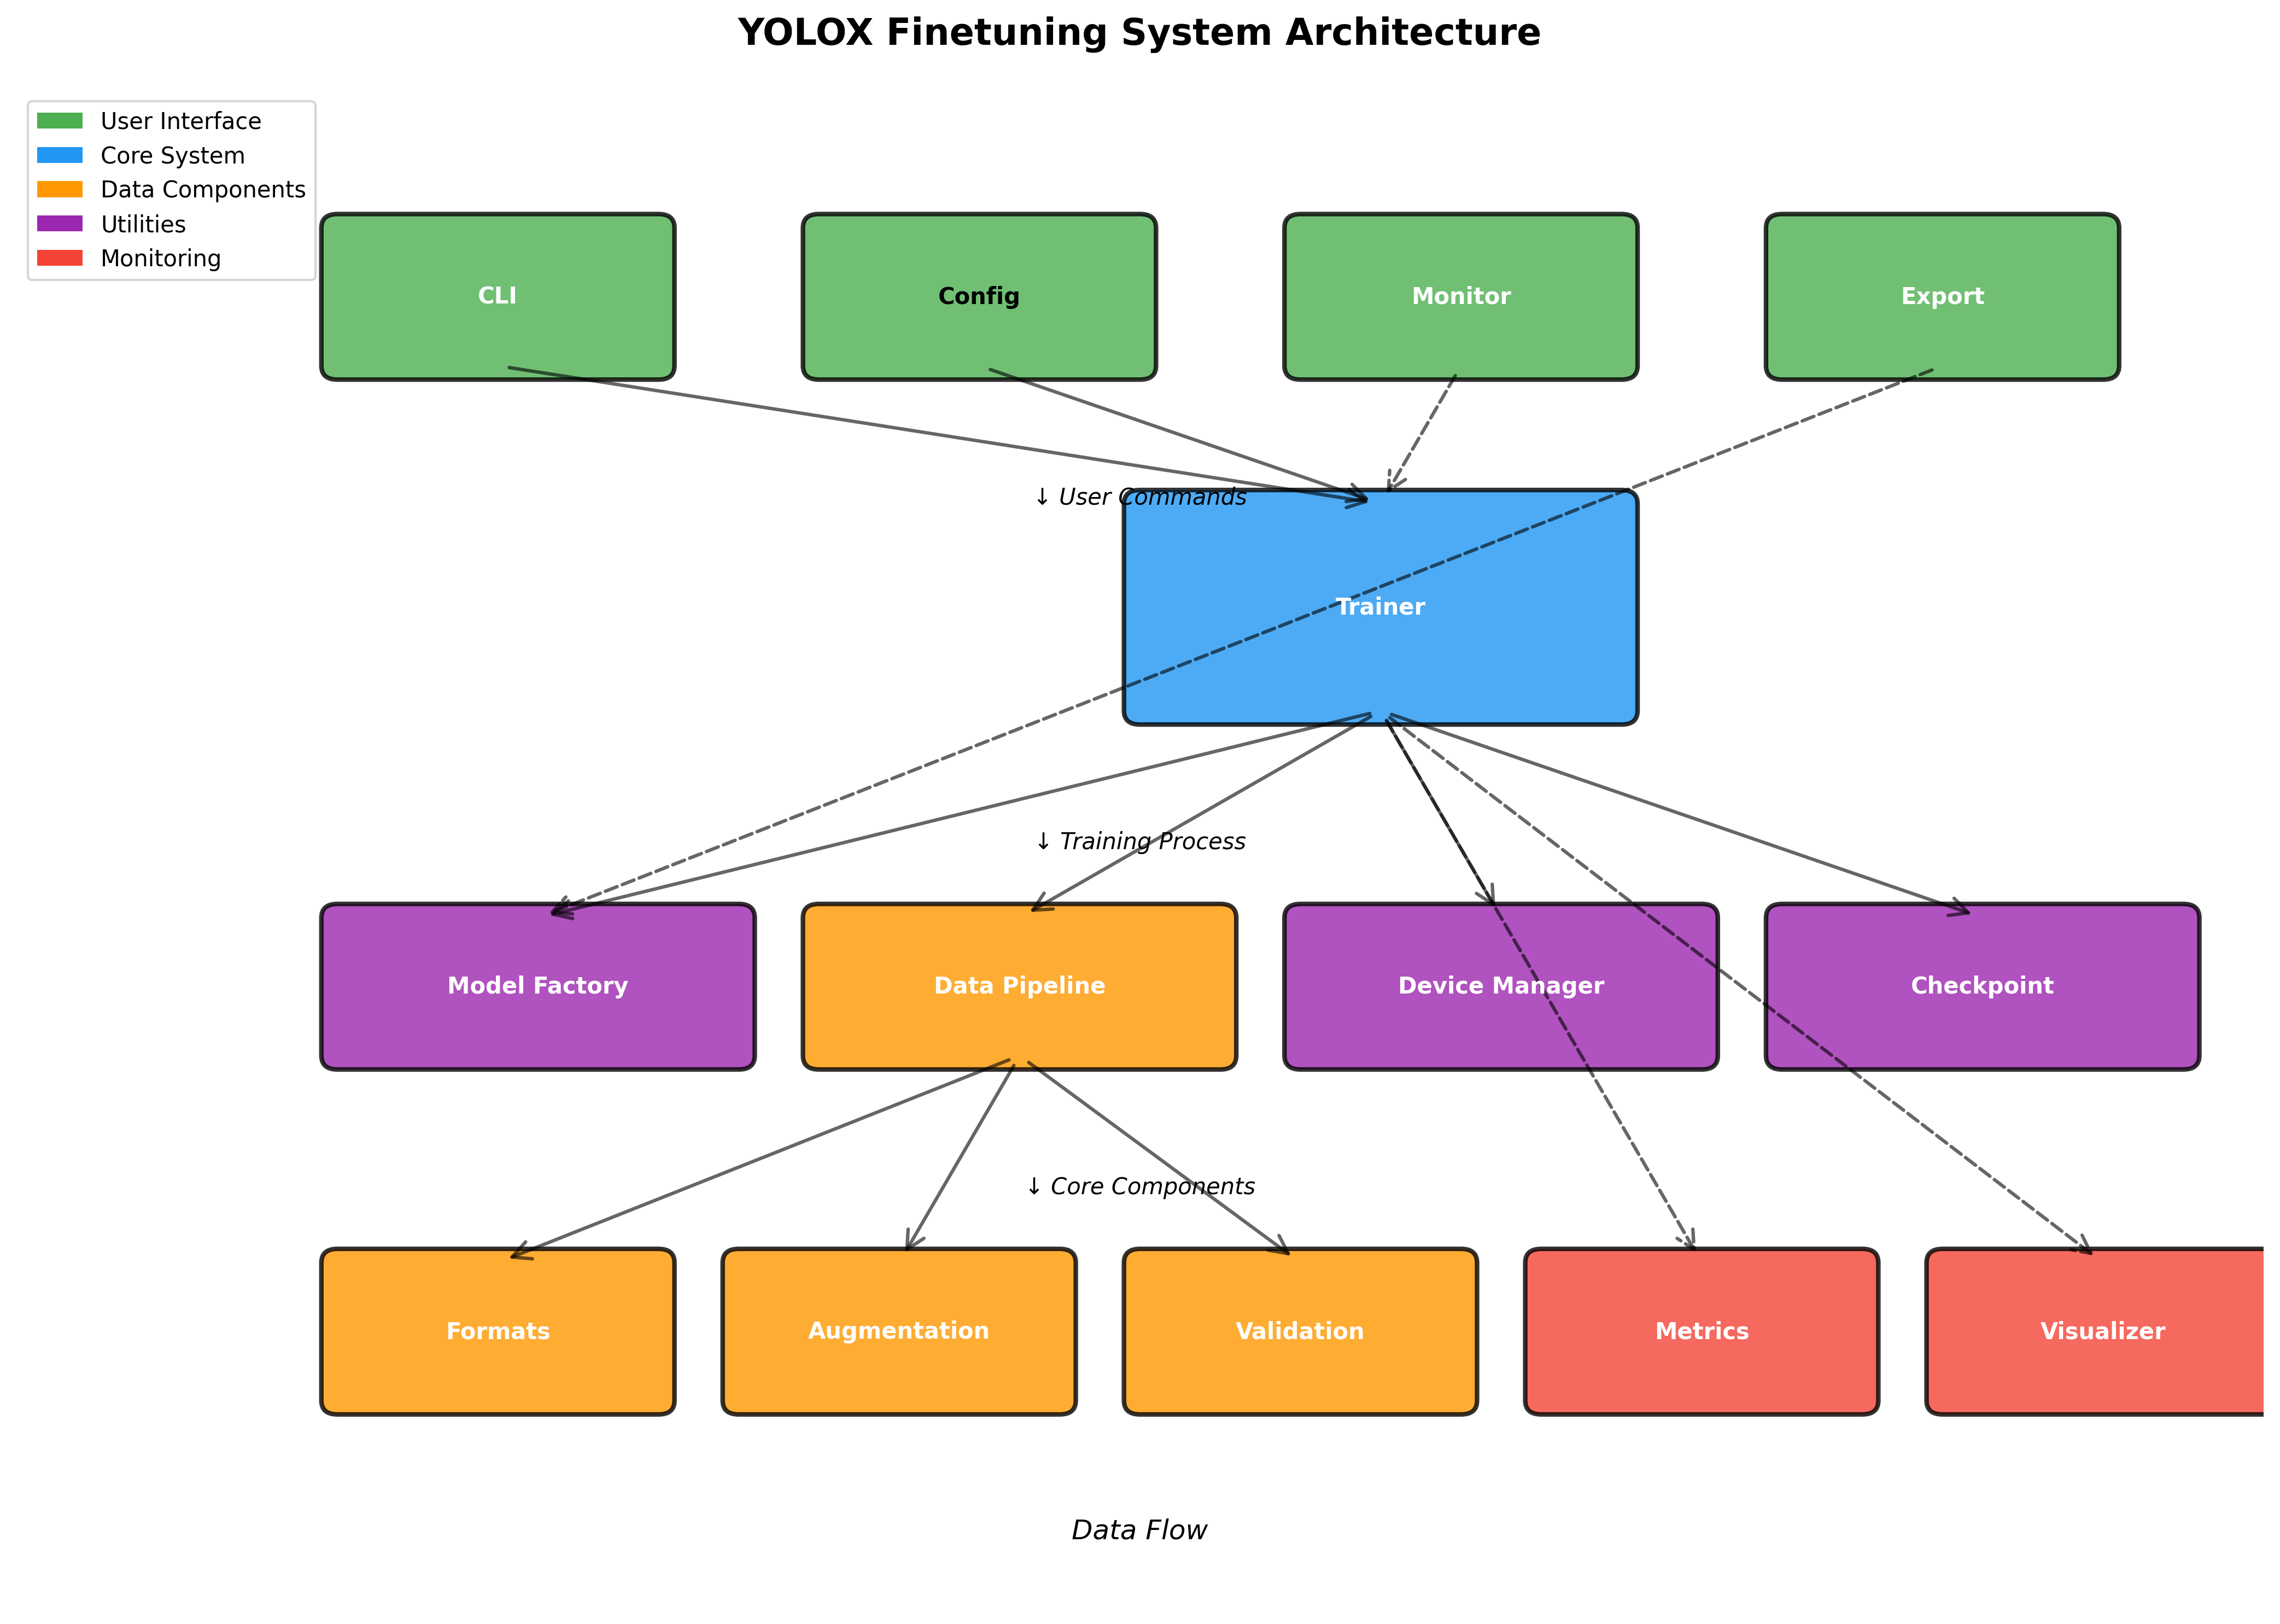 YOLOX Finetuning System Architecture
User Interface
Core System
Data Components
Utilities
Monitoring
CLI
Config
Monitor
Export
↓ User Commands
Trainer
↓ Training Process
Model Factory
Data Pipeline
Device Manager
Checkpoint
↓ Core Components
Formats
Augmentation
Validation
Metrics
Visualizer
Data Flow